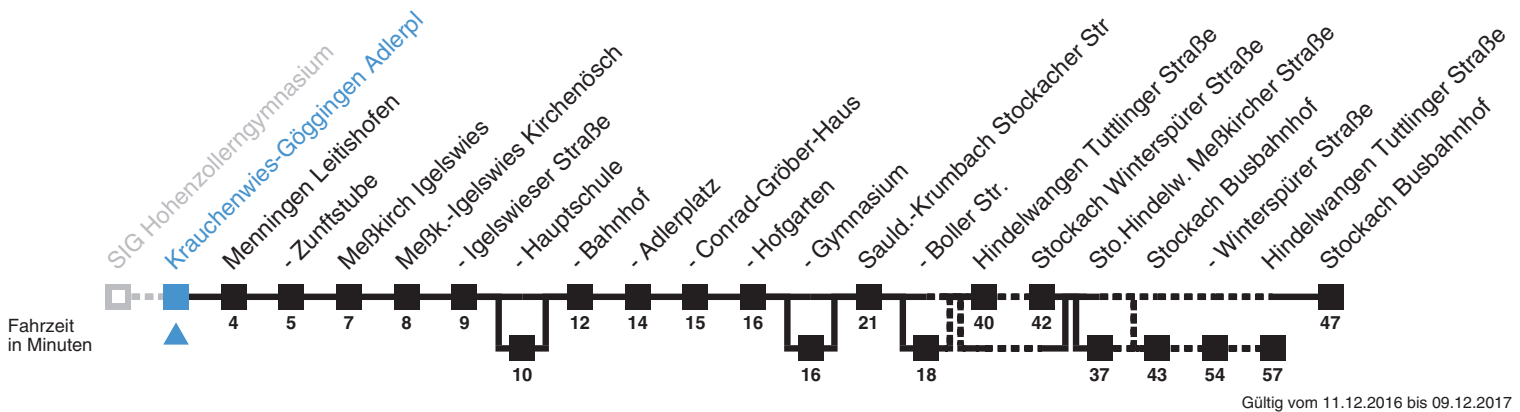 SIG Hohenzollerngymnasium
Krauchenwies-Göggingen Adlerpl
Menningen Leitishofen
- Zunftstube
Meßkirch Igelswies
Meßk.-Igelswies Kirchenösch
- Igelswieser Straße
- Hauptschule
- Bahnhof
- Adlerplatz
- Conrad-Gröber-Haus
- Hofgarten
- Gymnasium
Sauld.-Krumbach Stockacher Str
- Boller Str.
Hindelwangen Tuttlinger Straße
Stockach Winterspürer Straße
Sto.Hindelw. Meßkircher Straße
Stockach Busbahnhof
- Winterspürer Straße
Hindelwangen Tuttlinger Straße
Stockach Busbahnhof
Fahrzeit
in Minuten
4 5 7 8 9 12 14 15 16 21 40 42 47
10 16 18 37 43 54 57
Gültig vom 11.12.2016 bis 09.12.2017